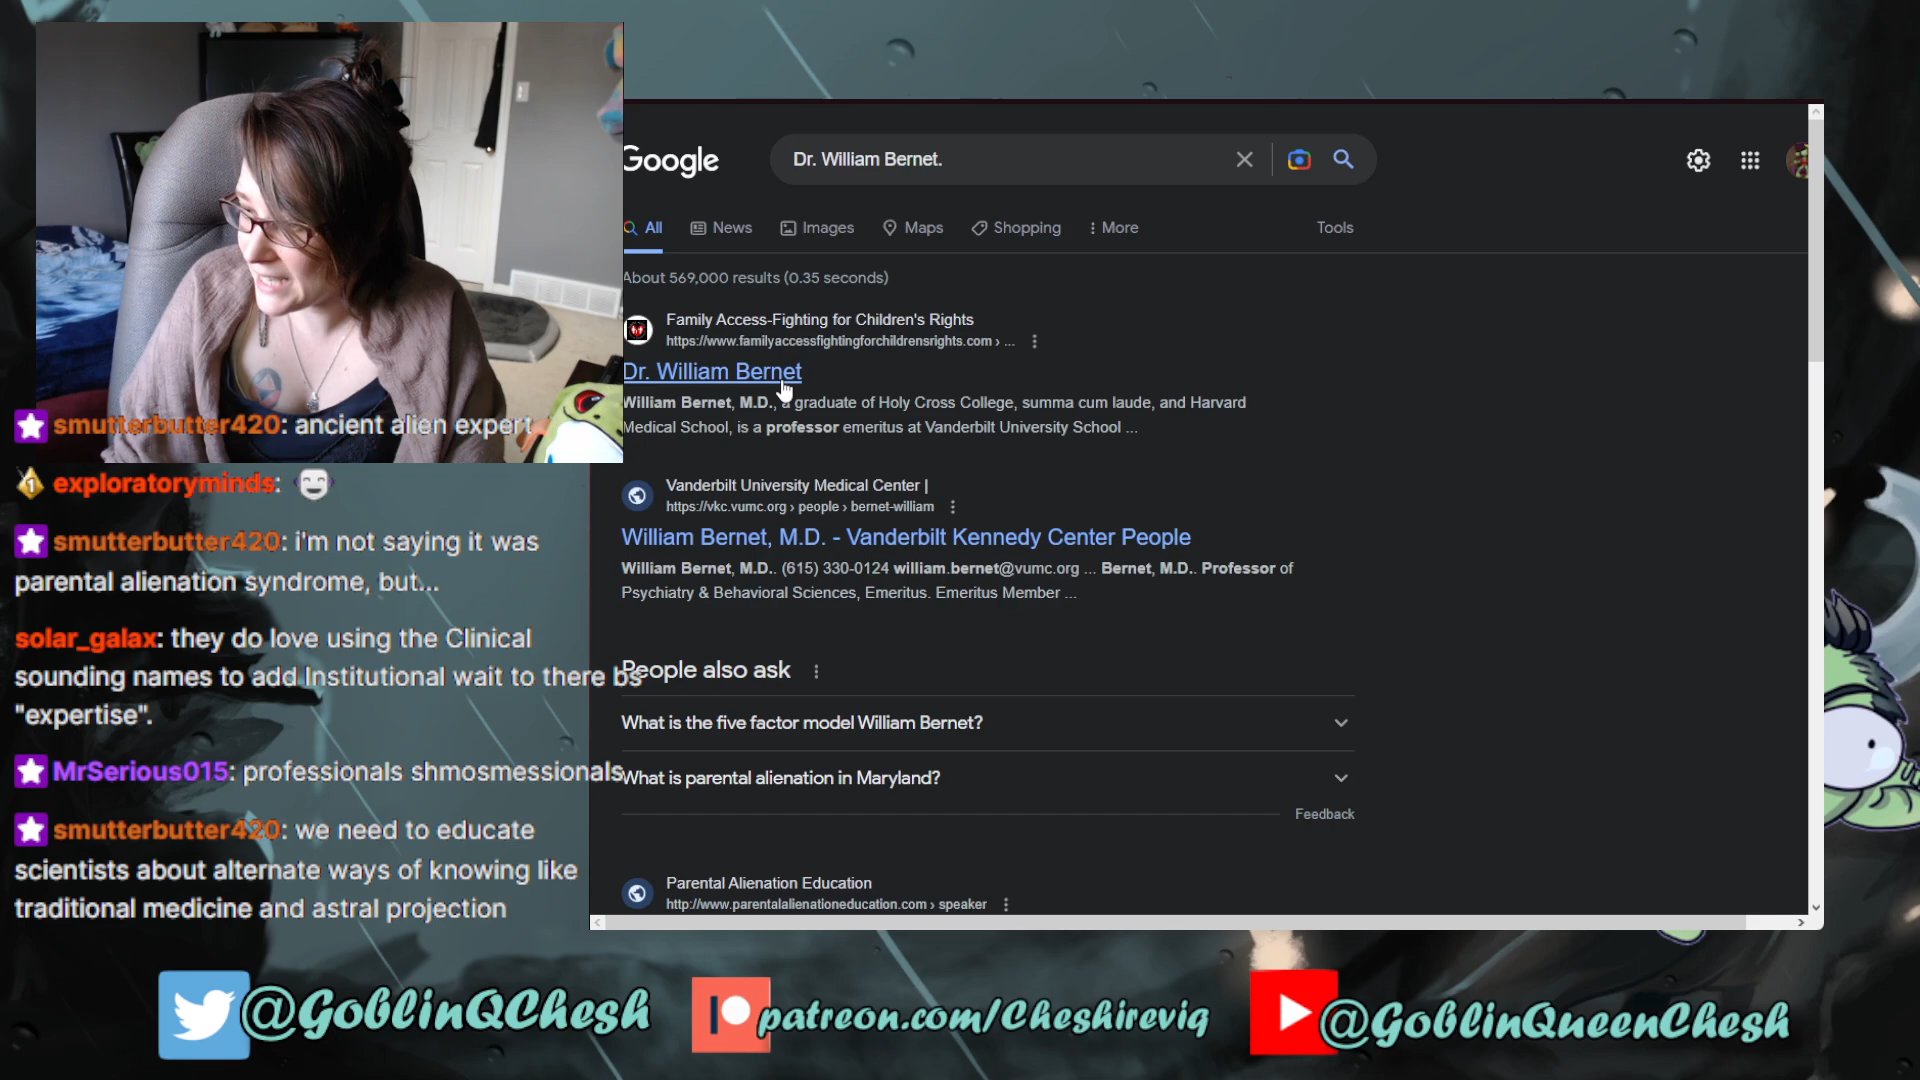 Google
Dr. William Bernet.
All
News
Images
Maps
Shopping
More
Tools
About 569,000 results (0.35 seconds)
Family Access-Fighting for Children's Rights
https://www.familyaccessfightingforchildrensrights.com › ...
Dr. William Bernet
William Bernet, M.D., a graduate of Holy Cross College, summa cum laude, and Harvard
Medical School, is a professor emeritus at Vanderbilt University School ...
Vanderbilt University Medical Center |
https://vkc.vumc.org › people › bernet-william
William Bernet, M.D. - Vanderbilt Kennedy Center People
William Bernet, M.D.. (615) 330-0124 william.bernet@vumc.org ... Bernet, M.D.. Professor of
Psychiatry & Behavioral Sciences, Emeritus. Emeritus Member ...
People also ask
What is the five factor model William Bernet?
What is parental alienation in Maryland?
Feedback
Parental Alienation Education
http://www.parentalalienationeducation.com › speaker
smutterbutter420: ancient alien expert
1 exploratoryminds:
smutterbutter420: i'm not saying it was
parental alienation syndrome, but...
solar_galax: they do love using the Clinical
sounding names to add Institutional wait to there bs
"expertise".
MrSerious015: professionals shmosmessionals
smutterbutter420: we need to educate
scientists about alternate ways of knowing like
traditional medicine and astral projection
@GoblinQChesh
patreon.com/Cheshireviq
@GoblinQueenChesh